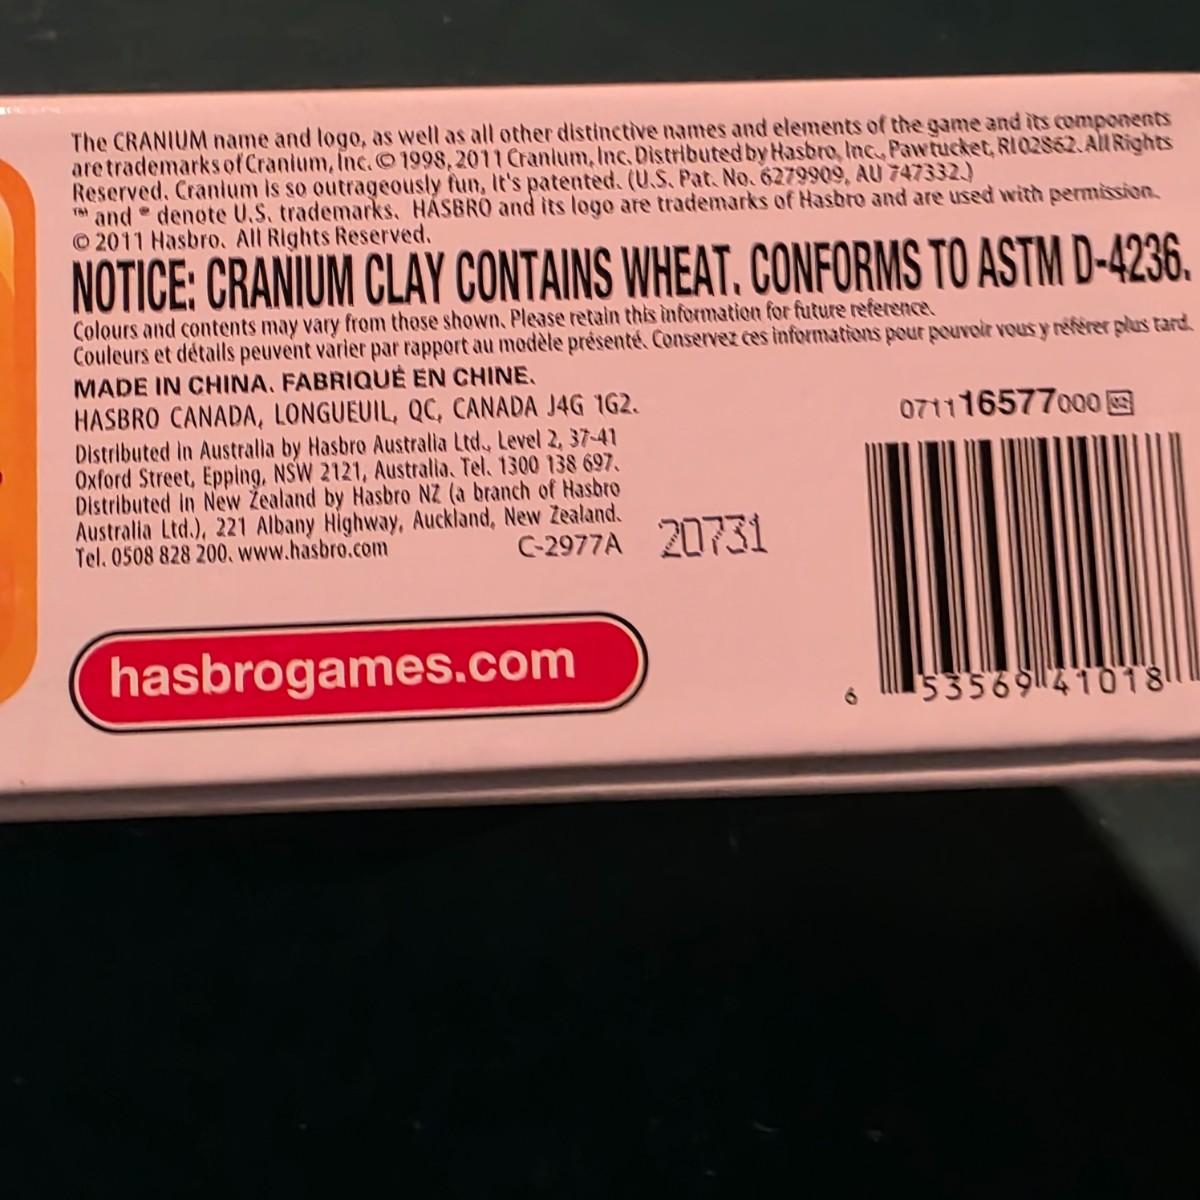 The CRANIUM name and logo, as well as all other distinctive names and elements of the game and its components
are trademarks of Cranium, Inc. © 1998, 2011 Cranium, Inc. Distributed by Hasbro, Inc., Pawtucket, RI 02862. All Rights
Reserved. Cranium is so outrageously fun, it's patented. (U.S. Pat. No. 6279909, AU 747332.)
™ and ® denote U.S. trademarks. HASBRO and its logo are trademarks of Hasbro and are used with permission.
© 2011 Hasbro. All Rights Reserved.
NOTICE: CRANIUM CLAY CONTAINS WHEAT. CONFORMS TO ASTM D-4236.
Colours and contents may vary from those shown. Please retain this information for future reference.
Couleurs et détails peuvent varier par rapport au modèle présenté. Conservez ces informations pour pouvoir vous y référer plus tard.
MADE IN CHINA. FABRIQUÉ EN CHINE.
HASBRO CANADA, LONGUEUIL, QC, CANADA J4G 1G2.
Distributed in Australia by Hasbro Australia Ltd., Level 2, 37-41
Oxford Street, Epping, NSW 2121, Australia. Tel. 1300 138 697.
Distributed in New Zealand by Hasbro NZ (a branch of Hasbro
Australia Ltd.), 221 Albany Highway, Auckland, New Zealand.
Tel. 0508 828 200. www.hasbro.com
C-2977A
20731
hasbrogames.com
071116577000
6 53569 41018